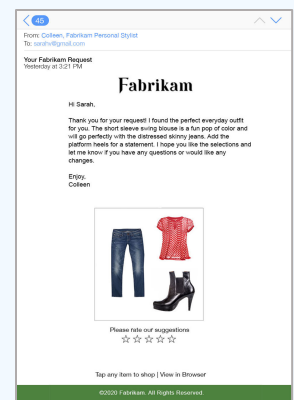 45
From: Colleen, Fabrikam Personal Stylist
To: sarahv@gmail.com
Your Fabrikam Request
Yesterday at 3:21 PM
Fabrikam
Hi Sarah,
Thank you for your request! I found the perfect everyday outfit
for you. The short sleeve swing blouse is a fun pop of color and
will go perfectly with the distressed skinny jeans. Add the
platform heels for a statement. I hope you like the selections and
let me know if you have any questions or would like any
changes.
Enjoy,
Colleen
Please rate our suggestions
Tap any item to shop | View in Browser
©2020 Fabrikam. All Rights Reserved.